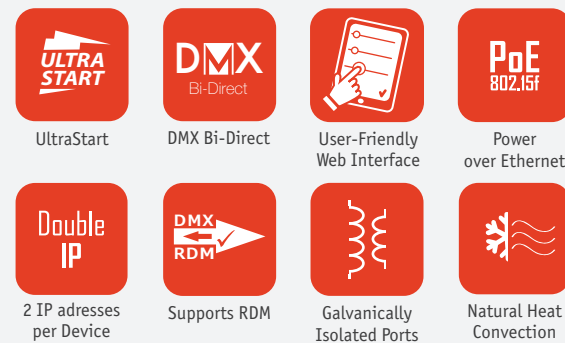 ULTRA
START
UltraStart
DMX
Bi-Direct
DMX Bi-Direct
User-Friendly
Web Interface
PoE
802.15f
Power
over Ethernet
Double
IP
2 IP adresses
per Device
DMX
RDM
Supports RDM
Galvanically
Isolated Ports
Natural Heat
Convection